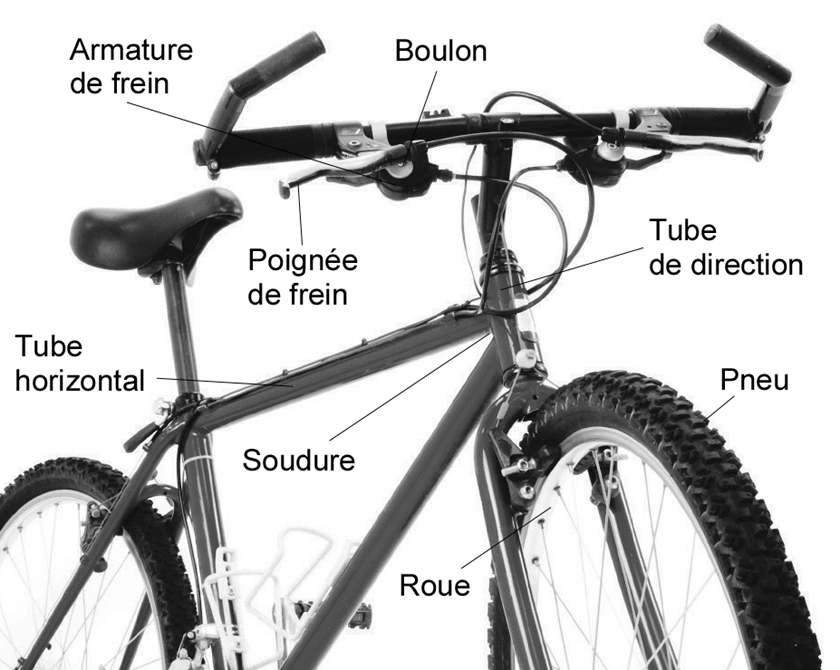 Armature
de frein
Boulon
Poignée
de frein
Tube
de direction
Tube
horizontal
Pneu
Soudure
Roue